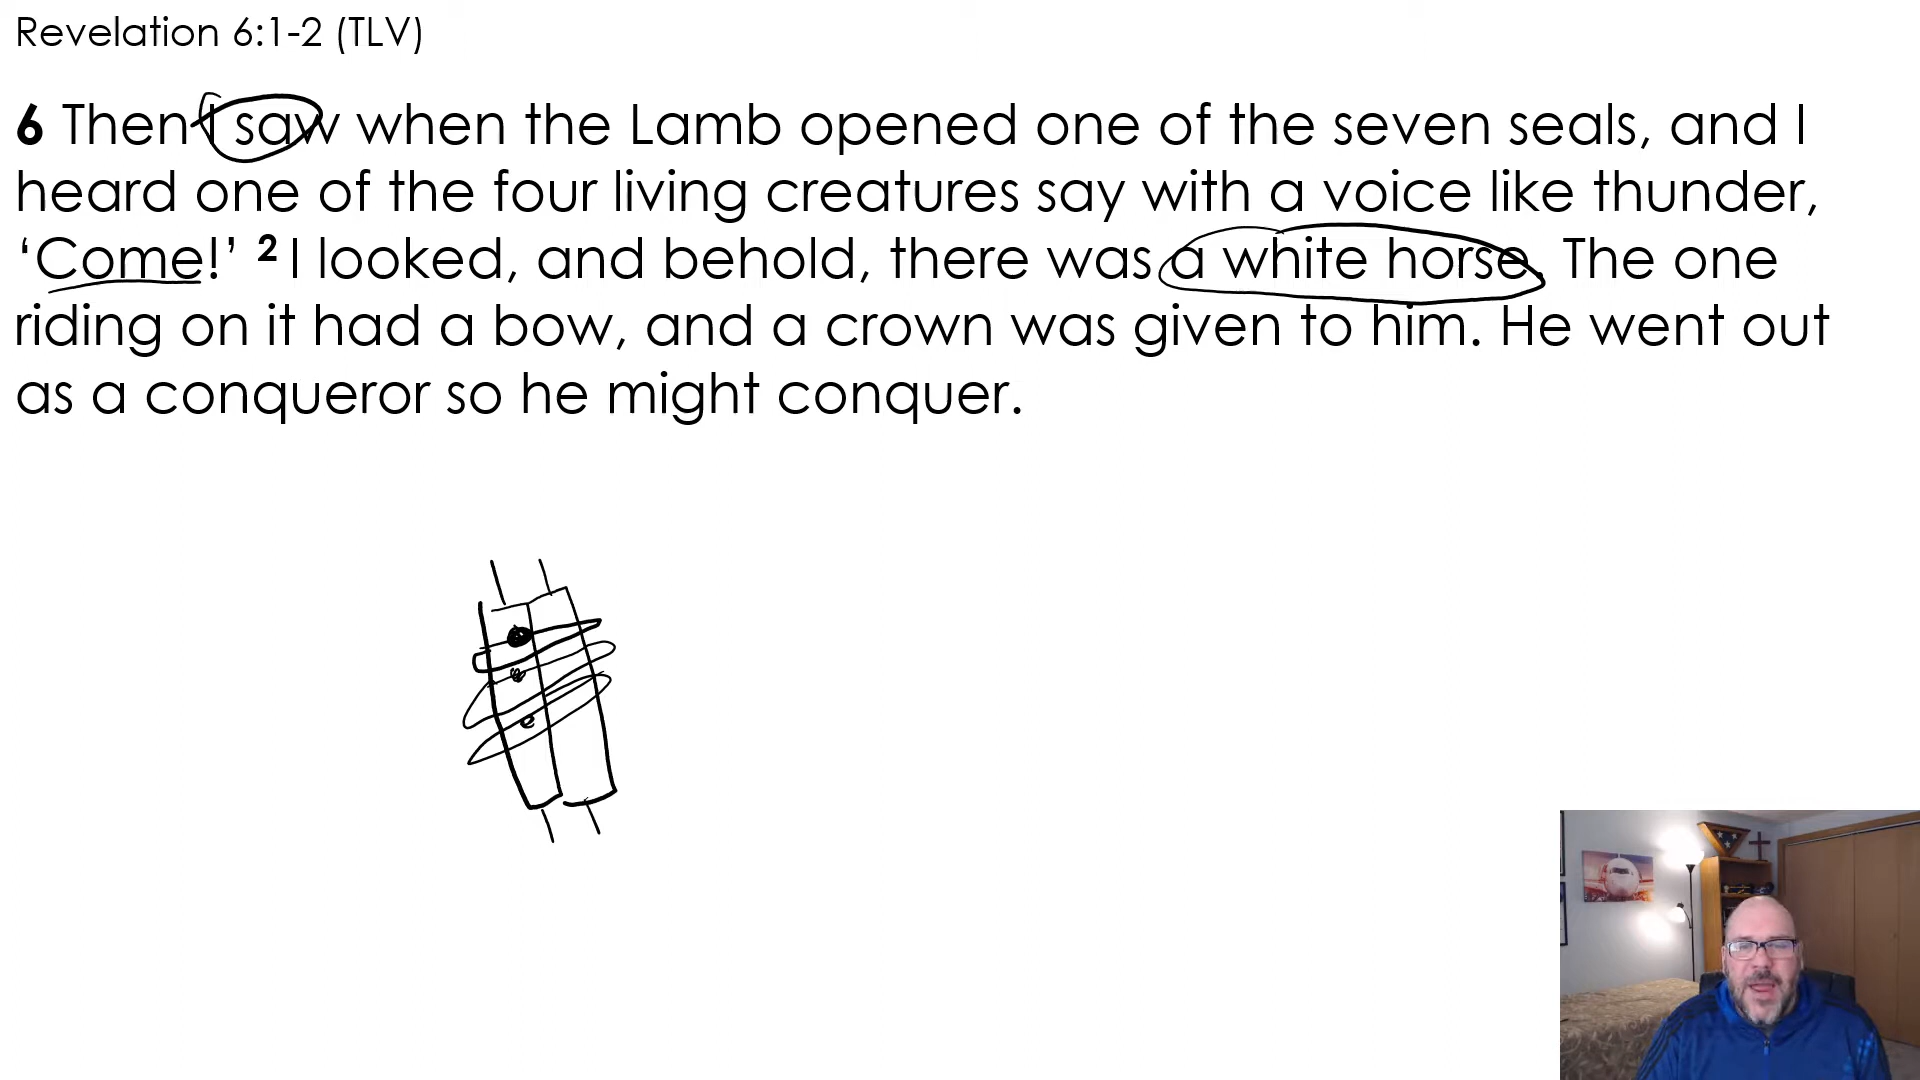 Revelation 6:1-2 (TLV)
6 Then I saw when the Lamb opened one of the seven seals, and I
heard one of the four living creatures say with a voice like thunder,
‘Come!’ 2 I looked, and behold, there was a white horse. The one
riding on it had a bow, and a crown was given to him. He went out
as a conqueror so he might conquer.